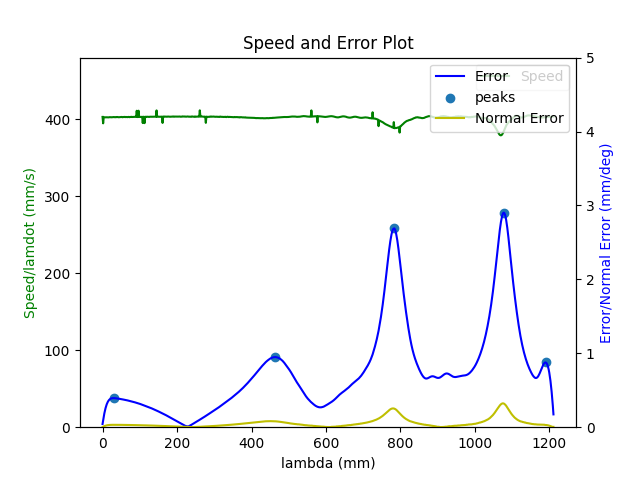 Speed and Error Plot
Error
Speed
peaks
Normal Error
Speed/lamdot (mm/s)
400
300
200
100
0
5
4
3
2
1
0
Error/Normal Error (mm/deg)
0 200 400 600 800 1000 1200
lambda (mm)